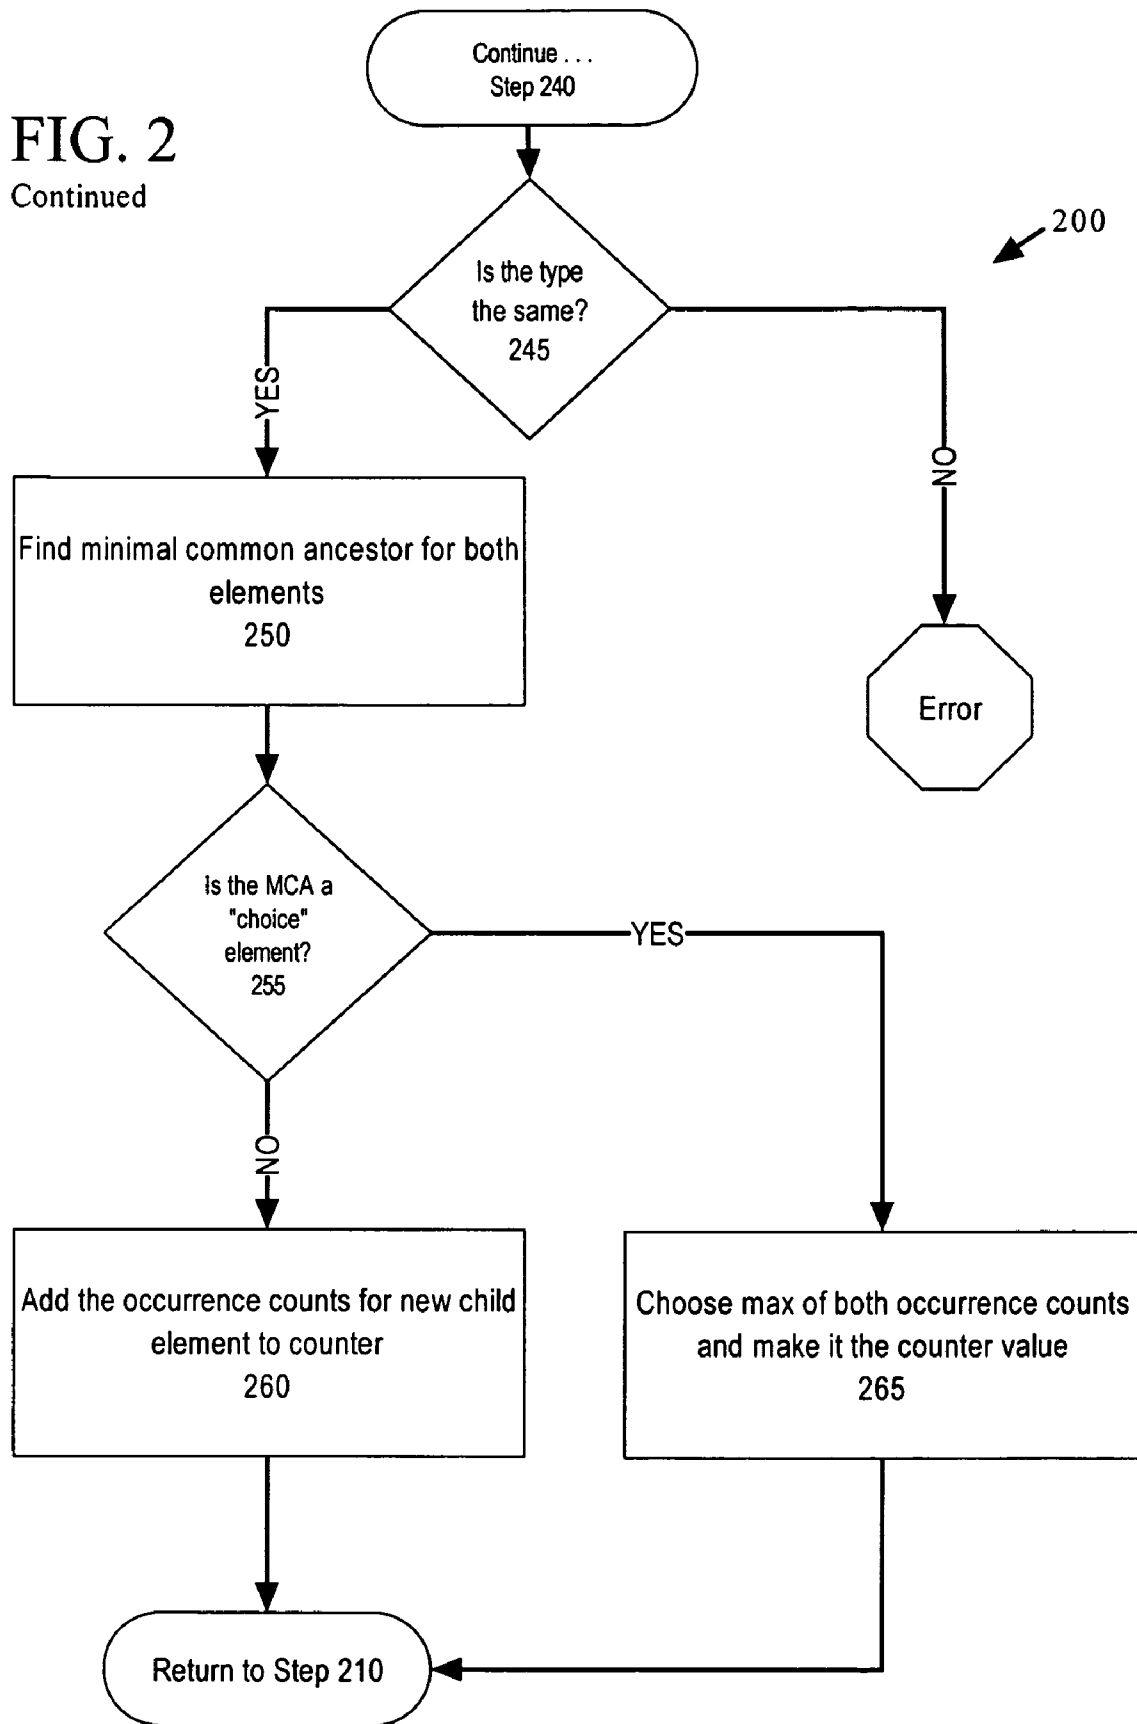 Continue . . .
Step 240
FIG. 2
Continued
200
Is the type
the same?
245
YES
NO
Find minimal common ancestor for both
elements
250
Error
Is the MCA a
"choice"
element?
255
YES
NO
Add the occurrence counts for new child
element to counter
260
Choose max of both occurrence counts
and make it the counter value
265
Return to Step 210